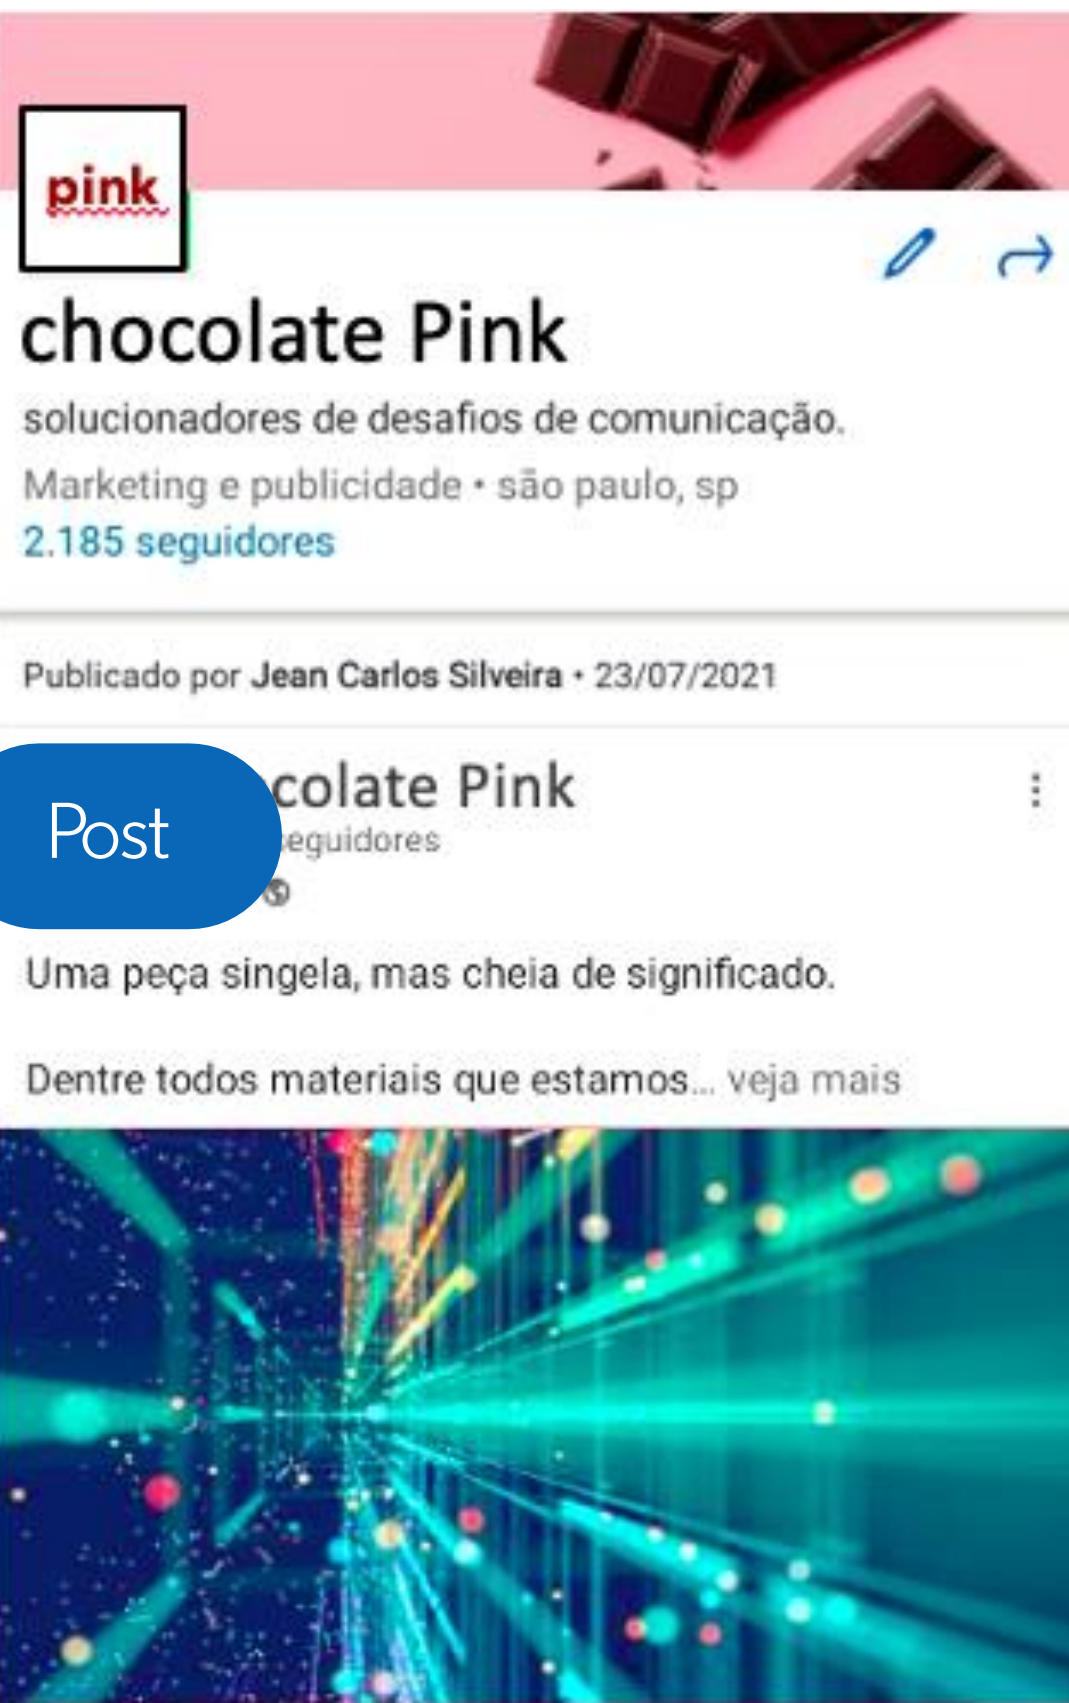 pink
chocolate Pink
solucionadores de desafios de comunicação.
Marketing e publicidade • são paulo, sp
2.185 seguidores
Publicado por Jean Carlos Silveira • 23/07/2021
Post
colate Pink
eguidores
Uma peça singela, mas cheia de significado.
Dentre todos materiais que estamos... veja mais